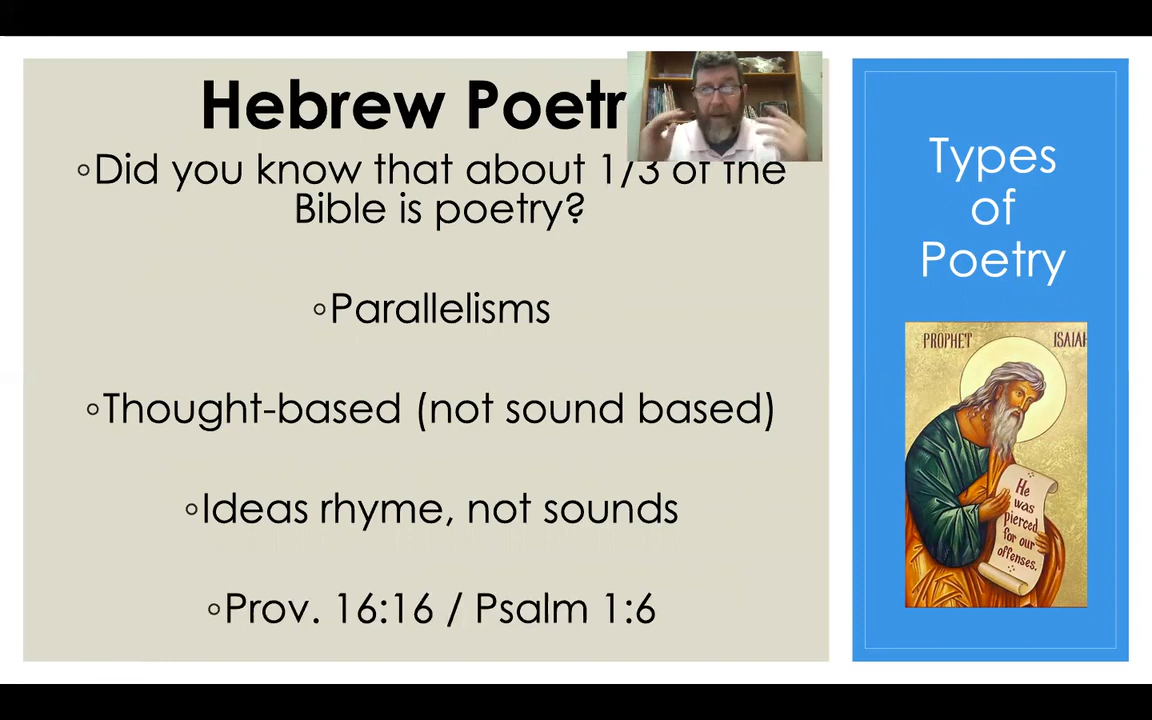 Hebrew Poetr
◦Did you know that about 1/3 of the
Bible is poetry?
◦Parallelisms
◦Thought-based (not sound based)
◦Ideas rhyme, not sounds
◦Prov. 16:16 / Psalm 1:6
Types
of
Poetry
PROPHET ISAIAH
He
was
pierced
for our
offenses.